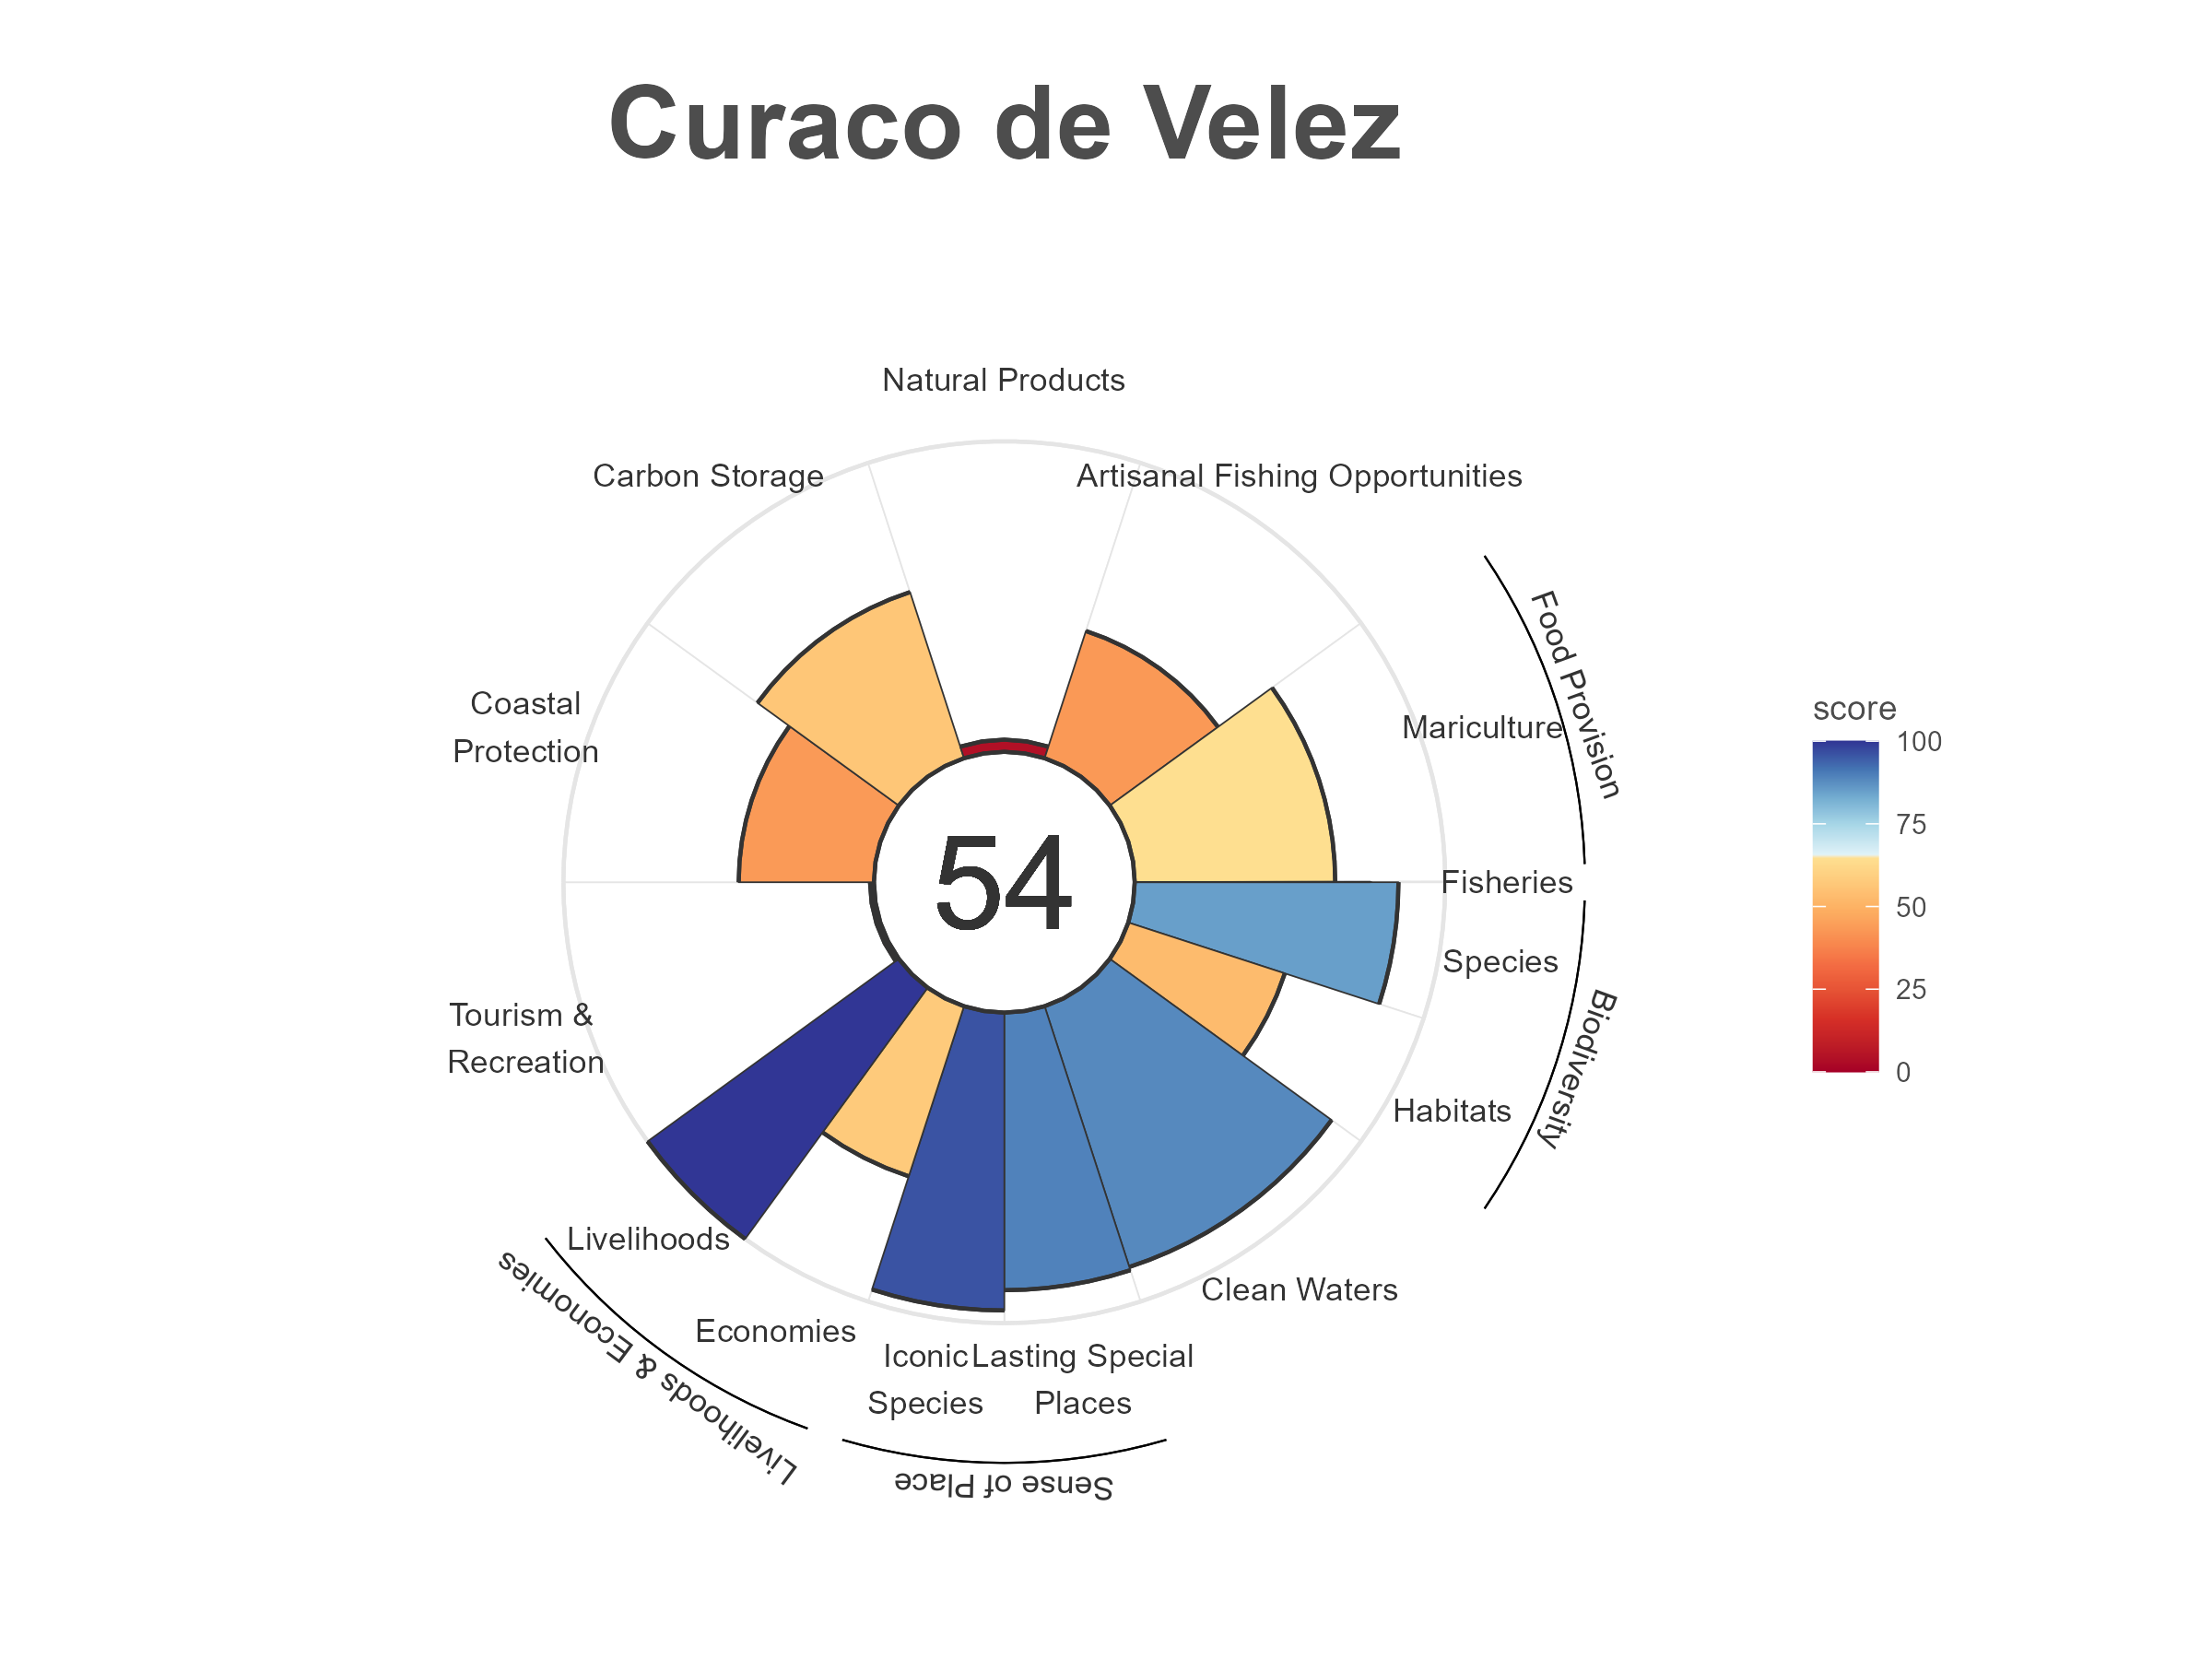 Curaco de Velez
Natural Products
Carbon Storage
Artisanal Fishing Opportunities
Food Provision
Coastal
Protection
Mariculture
score
100
75
50
25
0
54
Fisheries
Species
Biodiversity
Tourism &
Recreation
Habitats
Livelihoods
Clean Waters
Livelihoods & Economies
Economies
Iconic
Species
Lasting Special
Places
Sense of Place